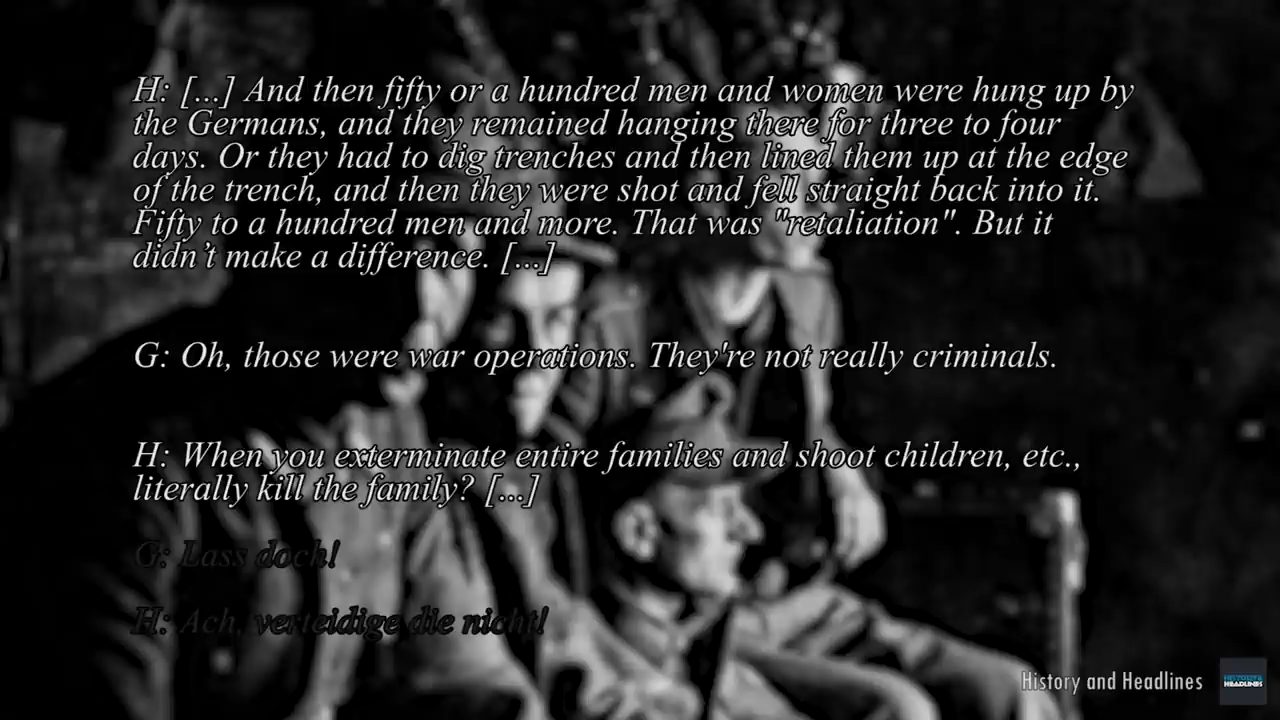 H: [...] And then fifty or a hundred men and women were hung up by
the Germans, and they remained hanging there for three to four
days. Or they had to dig trenches and then lined them up at the edge
of the trench, and then they were shot and fell straight back into it.
Fifty to a hundred men and more. That was "retaliation". But it
didn’t make a difference. [...]
G: Oh, those were war operations. They're not really criminals.
H: When you exterminate entire families and shoot children, etc.,
literally kill the family? [...]
G: Lass doch!
H: Ach, verteidige die nicht!
History and Headlines
HISTORY & HEADLINES